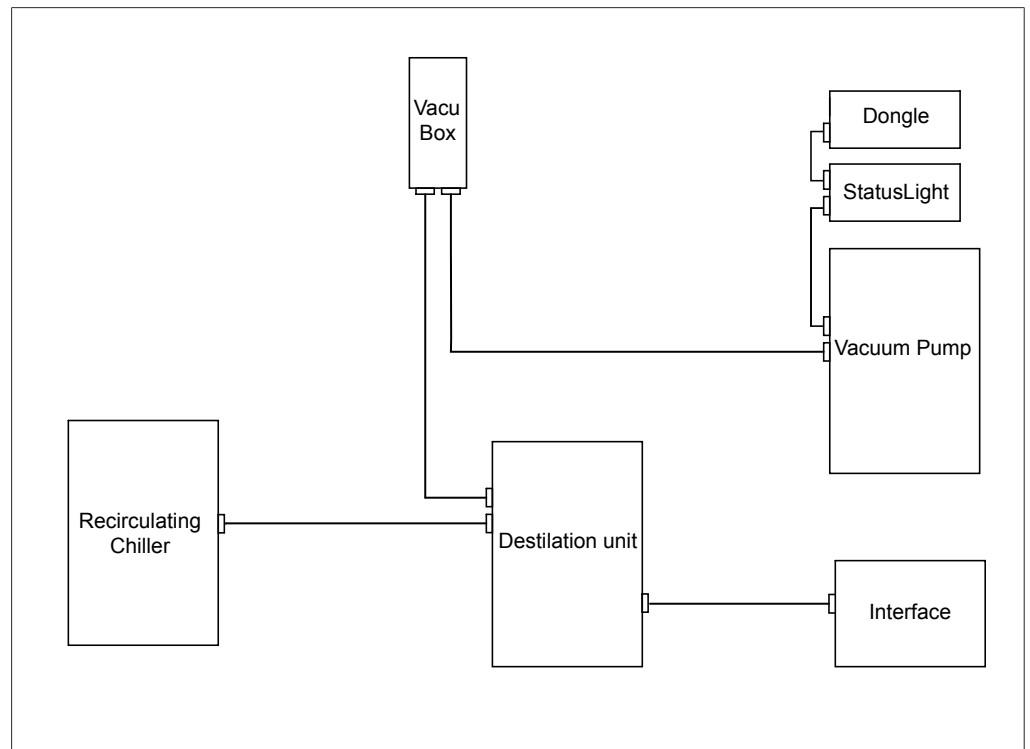 Vacu
Box
Dongle
StatusLight
Vacuum Pump
Recirculating
Chiller
Destilation unit
Interface